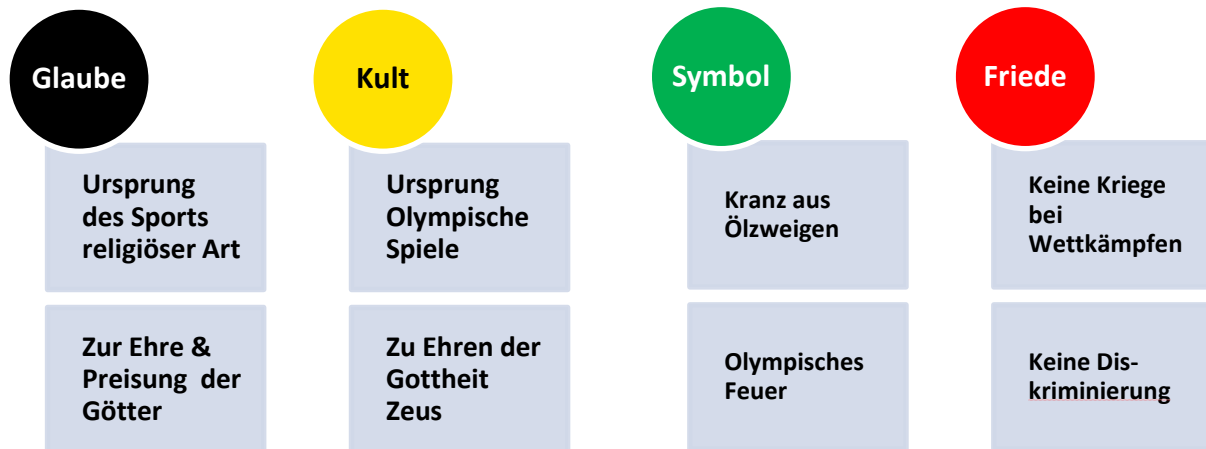 Glaube
Ursprung
des Sports
religiöser Art
Zur Ehre &
Preisung der
Götter
Kult
Ursprung
Olympische
Spiele
Zu Ehren der
Gottheit
Zeus
Symbol
Kranz aus
Ölzweigen
Olympisches
Feuer
Friede
Keine Kriege
bei
Wettkämpfen
Keine Dis-
kriminierung